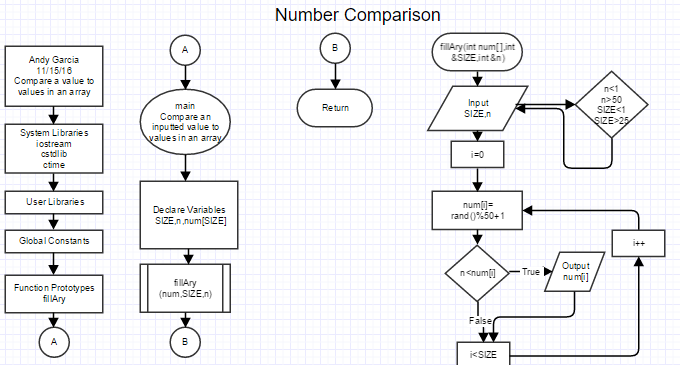 Number Comparison
Andy Garcia
11/15/16
Compare a value to
values in an array
System Libraries
iostream
cstdlib
ctime
User Libraries
Global Constants
Function Prototypes
fillAry
A
A
main
Compare an
inputted value to
values in an array
Declare Variables
SIZE,n,num[SIZE]
fillAry
(num,SIZE,n)
B
B
Return
fillAry(int num[],int
&SIZE,int &n)
Input
SIZE,n
n<1
n>50
SIZE<1
SIZE>25
i=0
num[i]=
rand()%50+1
n<num[i]
True
Output
num[i]
i++
False
i<SIZE